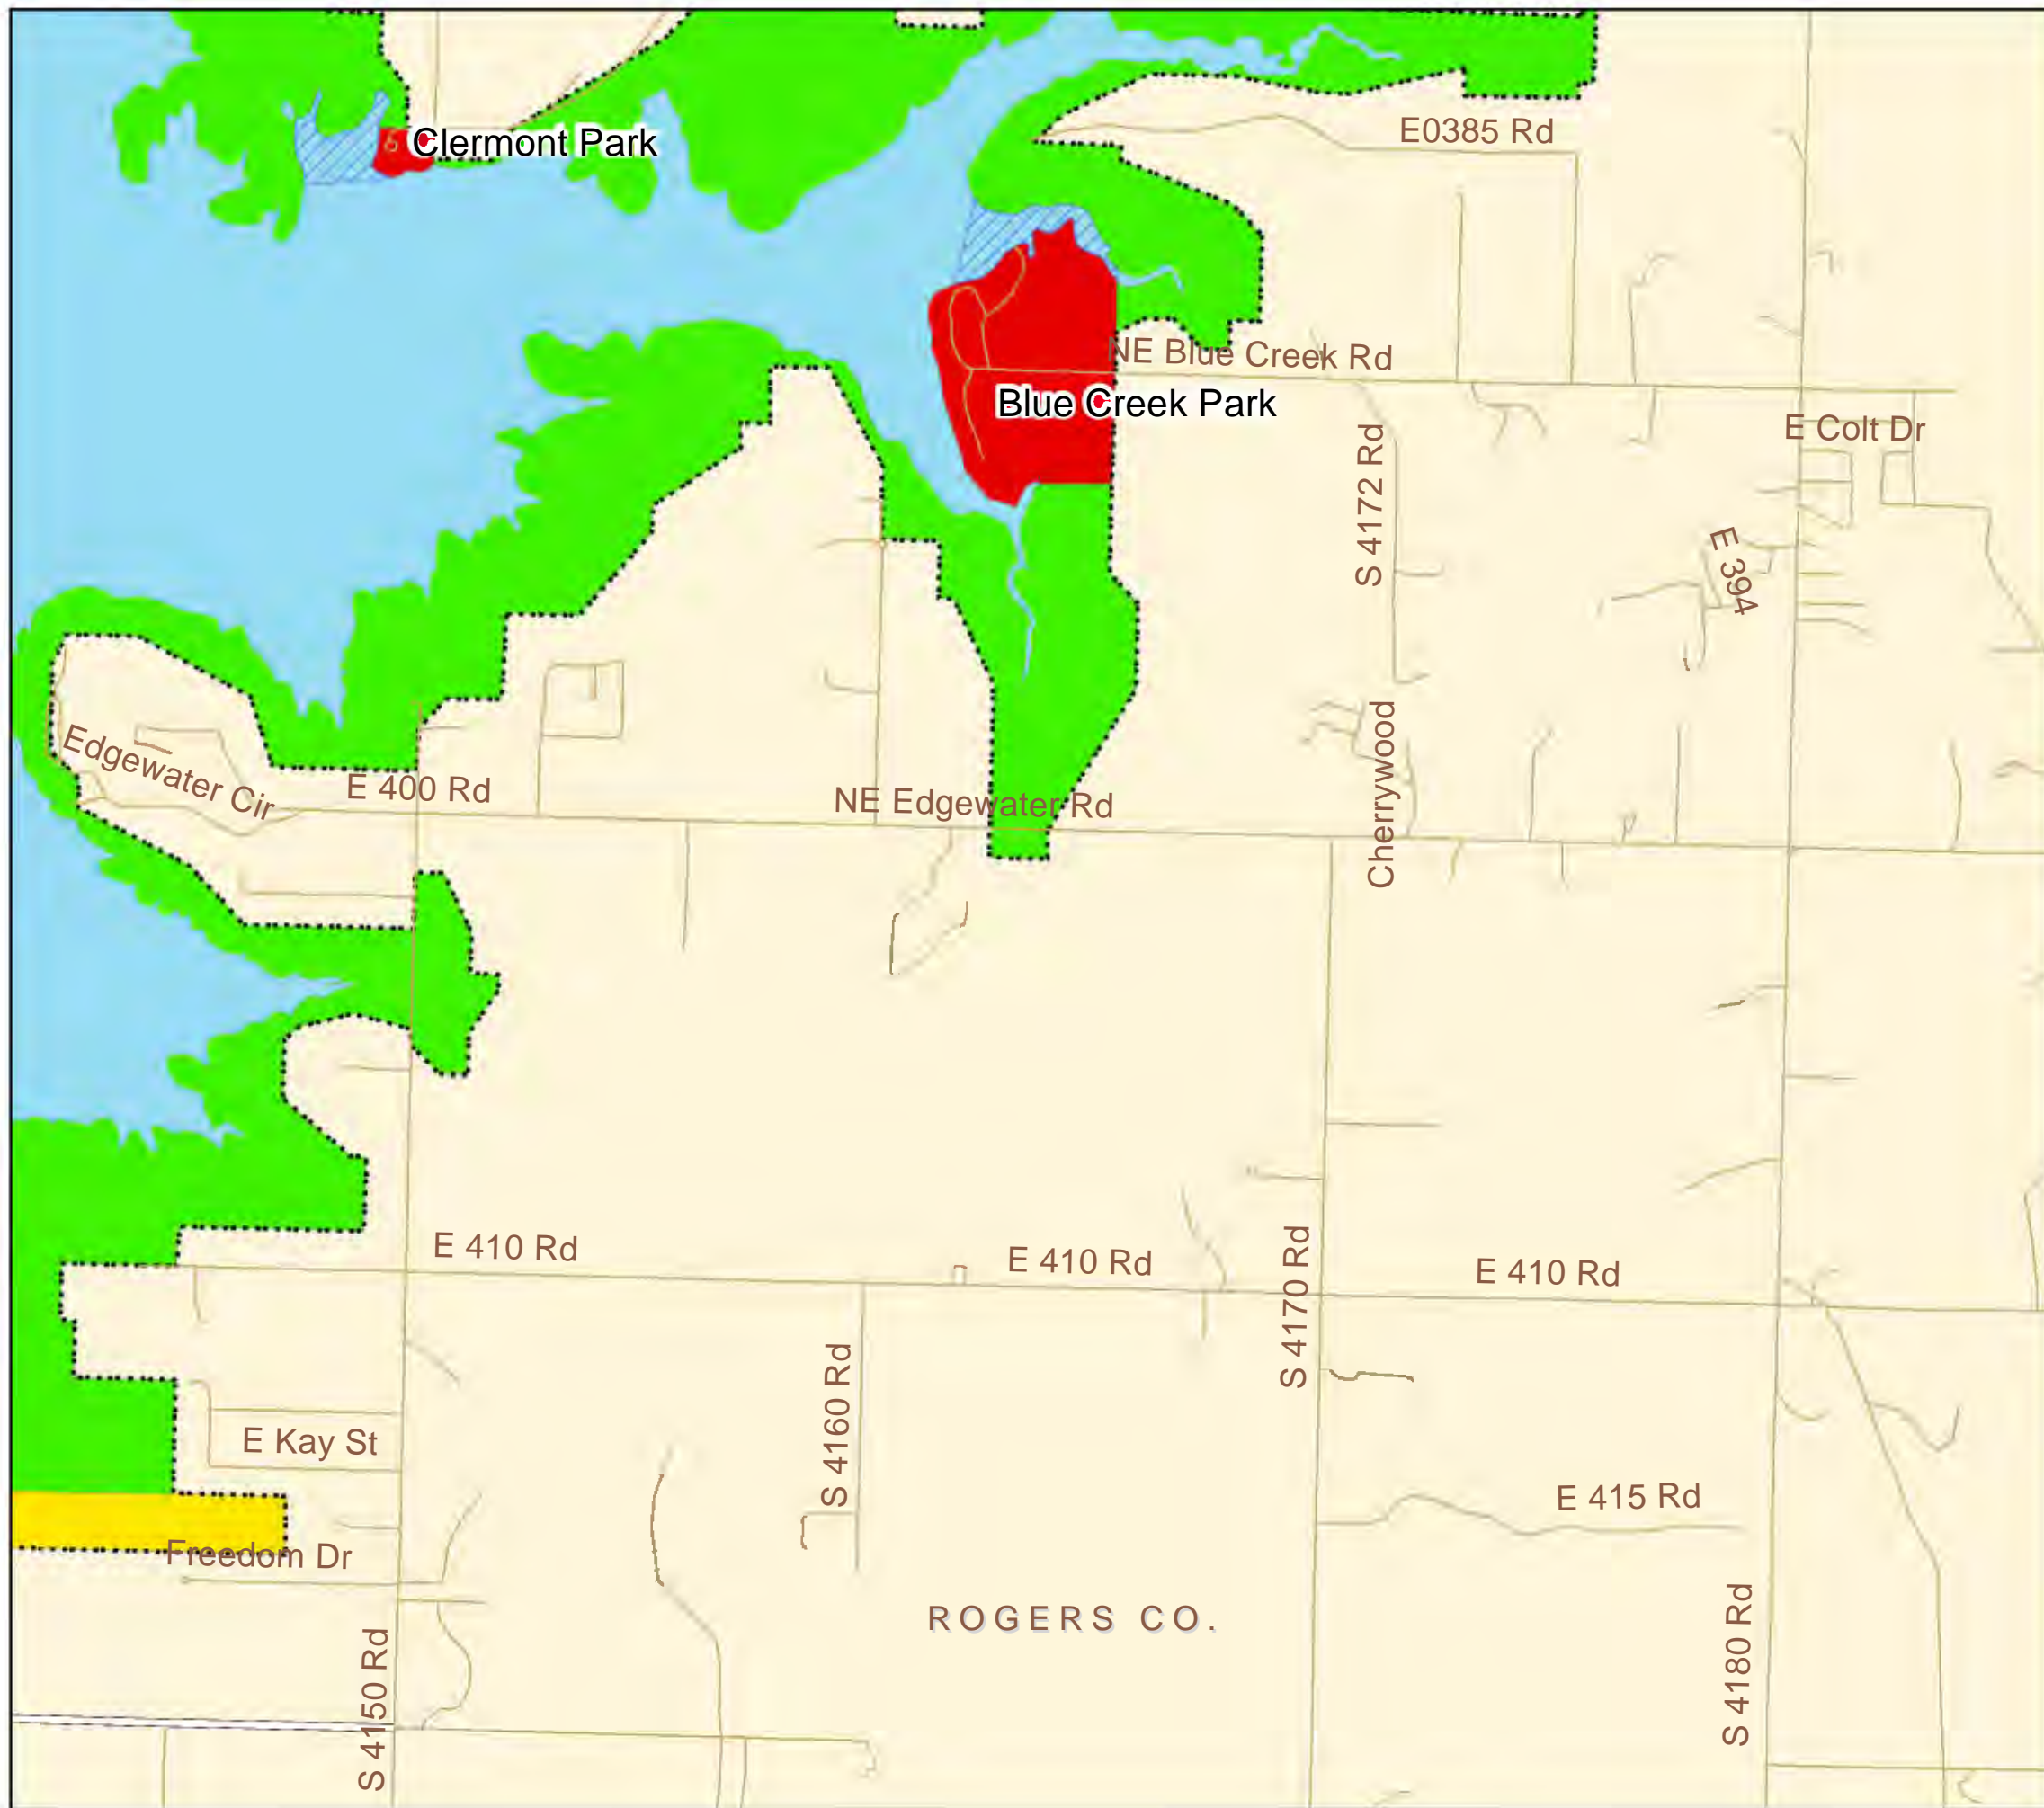 E0385 Rd
6
Clermont Park
NE Blue Creek Rd
Blue Creek Park
E Colt Dr
S 4172 Rd
E 394
Edgewater Cir
E 400 Rd
NE Edgewater Rd
Cherrywood
E 410 Rd
E 410 Rd
E 410 Rd
S 4170 Rd
S 4160 Rd
E Kay St
E 415 Rd
Freedom Dr
ROGERS CO.
S 4150 Rd
S 4180 Rd